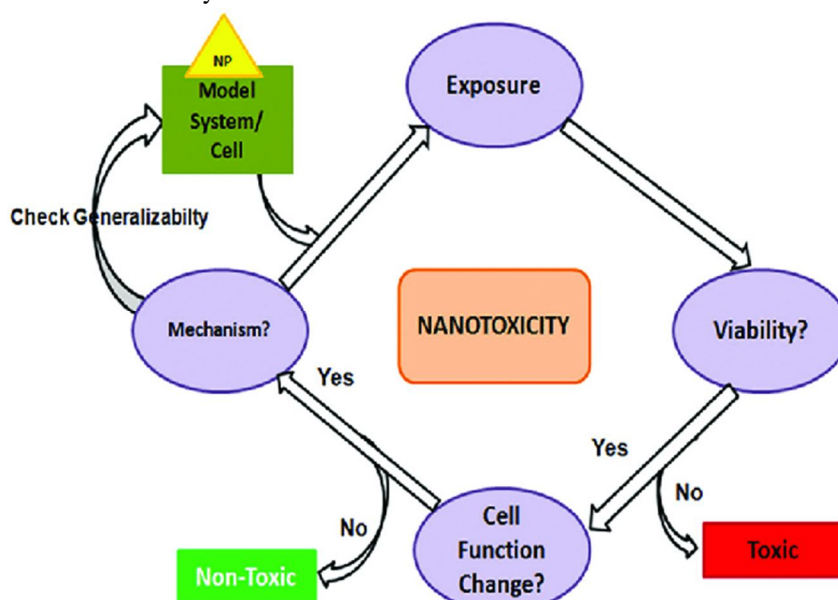 NP
Model
System/
Cell
Exposure
Check Generalizabilty
Mechanism?
NANOTOXICITY
Viability?
Yes
Yes
No
No
Cell
Function
Change?
Non-Toxic
Toxic